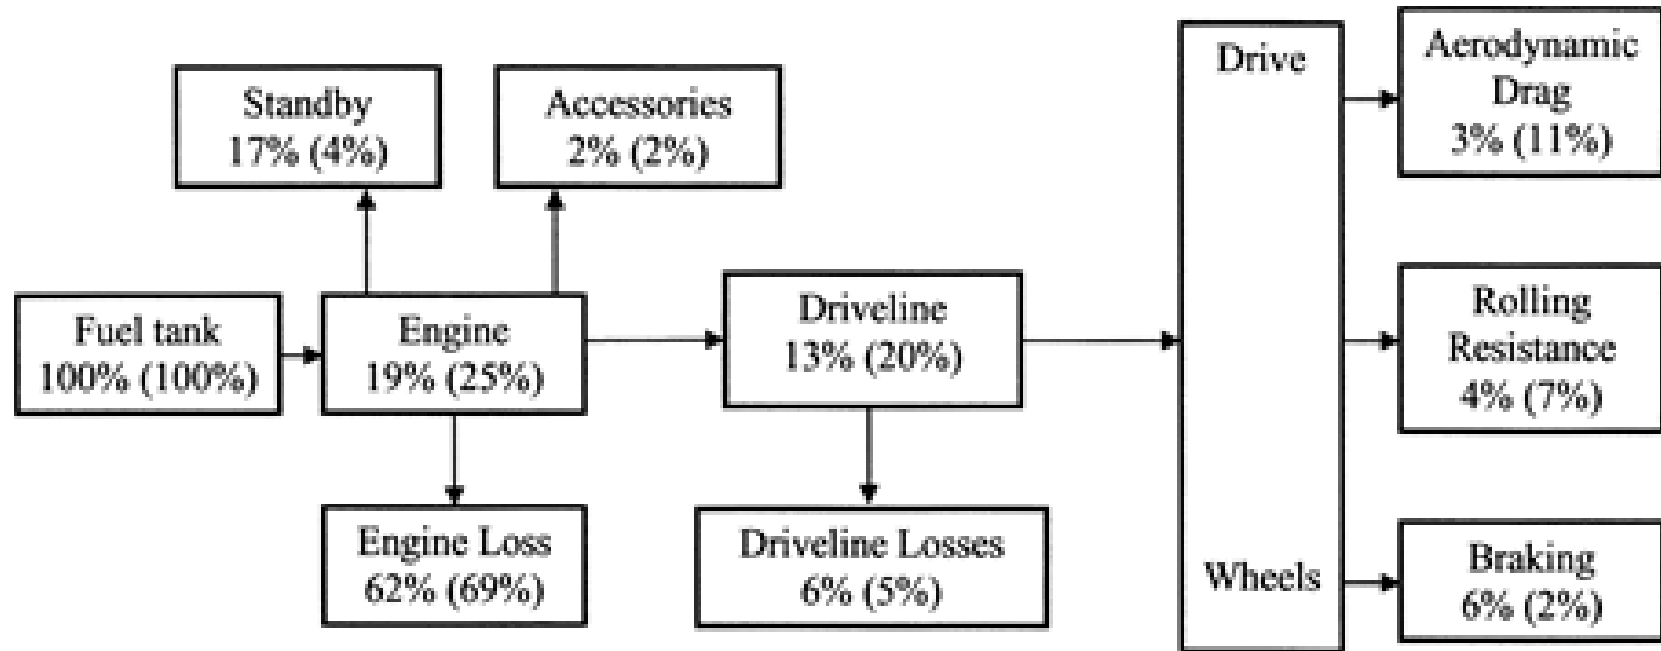 Standby
17% (4%)
Accessories
2% (2%)
Drive
Wheels
Aerodynamic
Drag
3% (11%)
Fuel tank
100% (100%)
Engine
19% (25%)
Driveline
13% (20%)
Rolling
Resistance
4% (7%)
Engine Loss
62% (69%)
Driveline Losses
6% (5%)
Braking
6% (2%)